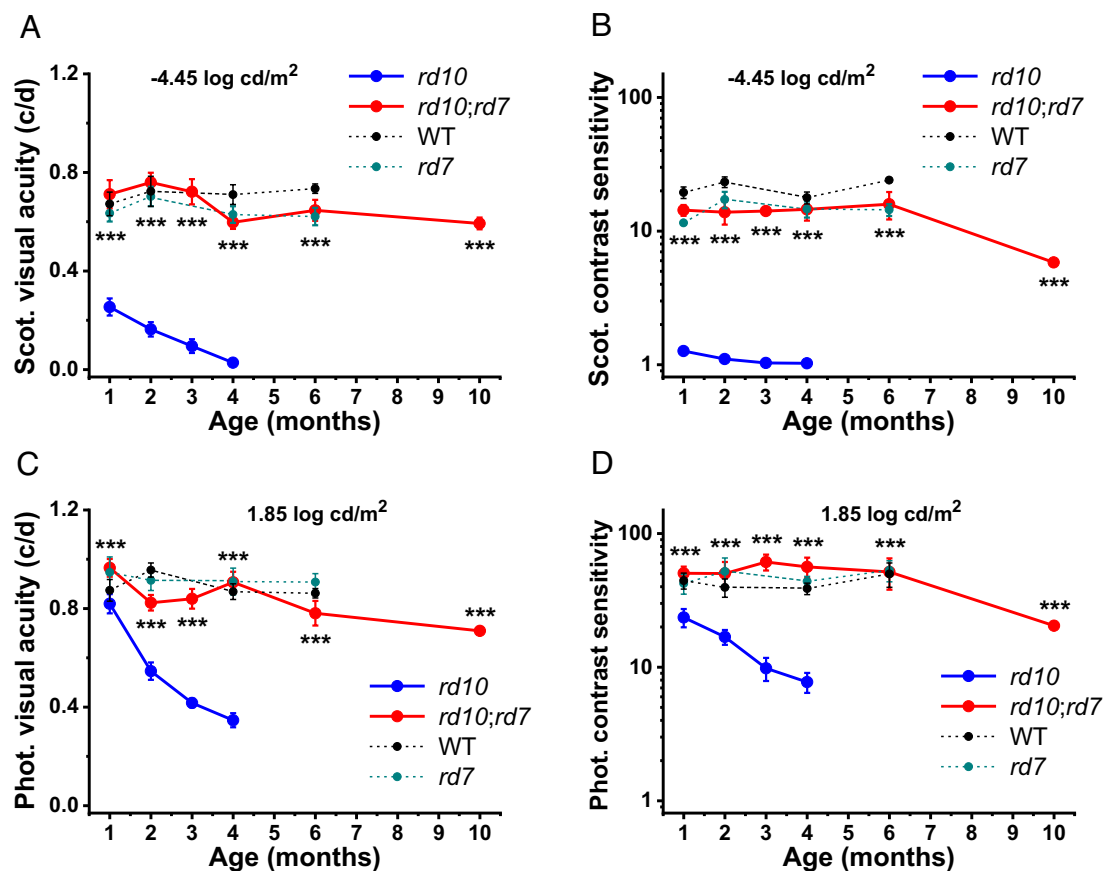 A
-4.45 log cd/m²
rd10
rd10;rd7
WT
rd7
Scot. visual acuity (c/d)
1.2
0.8
0.4
0.0
*** *** *** *** *** ***
1 2 3 4 5 6 7 8 9 10
Age (months)
B
-4.45 log cd/m²
rd10
rd10;rd7
WT
rd7
Scot. contrast sensitivity
100
10
1
*** *** *** *** *** ***
1 2 3 4 5 6 7 8 9 10
Age (months)
C
1.85 log cd/m²
Phot. visual acuity (c/d)
1.2
0.8
0.4
0.0
*** *** *** *** *** ***
rd10
rd10;rd7
WT
rd7
1 2 3 4 5 6 7 8 9 10
Age (months)
D
1.85 log cd/m²
Phot. contrast sensitivity
100
10
1
*** *** *** *** *** ***
rd10
rd10;rd7
WT
rd7
1 2 3 4 5 6 7 8 9 10
Age (months)